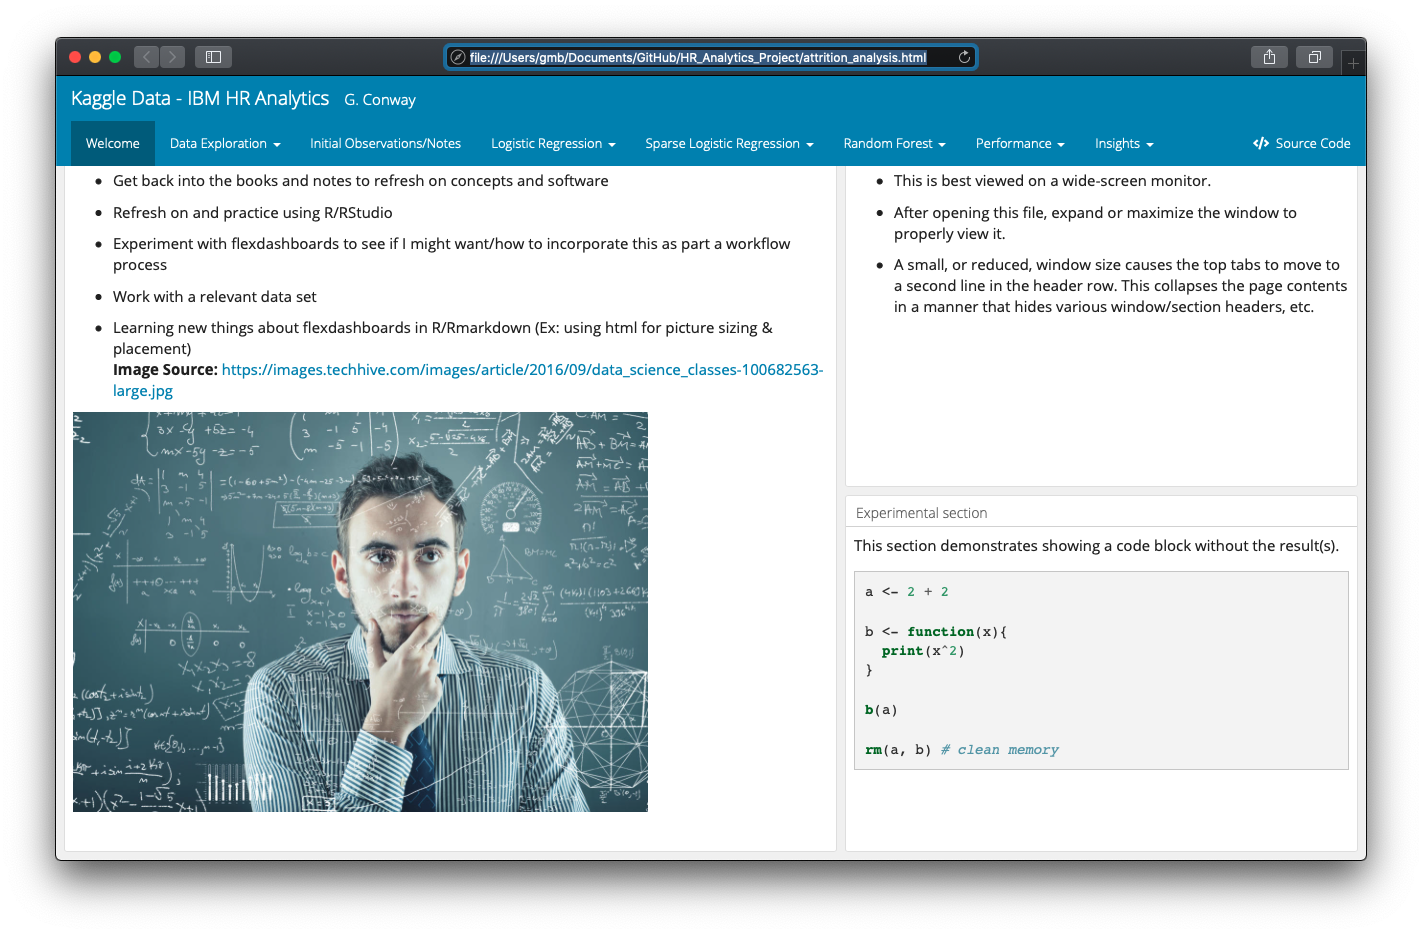 file:///Users/gmb/Documents/GitHub/HR_Analytics_Project/attrition_analysis.html
Kaggle Data - IBM HR Analytics G. Conway
Welcome Data Exploration Initial Observations/Notes Logistic Regression Sparse Logistic Regression Random Forest Performance Insights </> Source Code
• Get back into the books and notes to refresh on concepts and software
• Refresh on and practice using R/RStudio
• Experiment with flexdashboards to see if I might want/how to incorporate this as part a workflow
process
• Work with a relevant data set
• Learning new things about flexdashboards in R/Rmarkdown (Ex: using html for picture sizing &
placement)
Image Source: https://images.techhive.com/images/article/2016/09/data_science_classes-100682563-
large.jpg
3x -y +5z = -4
mx -5y -z = -5
• This is best viewed on a wide-screen monitor.
• After opening this file, expand or maximize the window to
properly view it.
• A small, or reduced, window size causes the top tabs to move to
a second line in the header row. This collapses the page contents
in a manner that hides various window/section headers, etc.
Experimental section
This section demonstrates showing a code block without the result(s).
a <- 2 + 2
b <- function(x){
print(x^2)
}
b(a)
rm(a, b) # clean memory